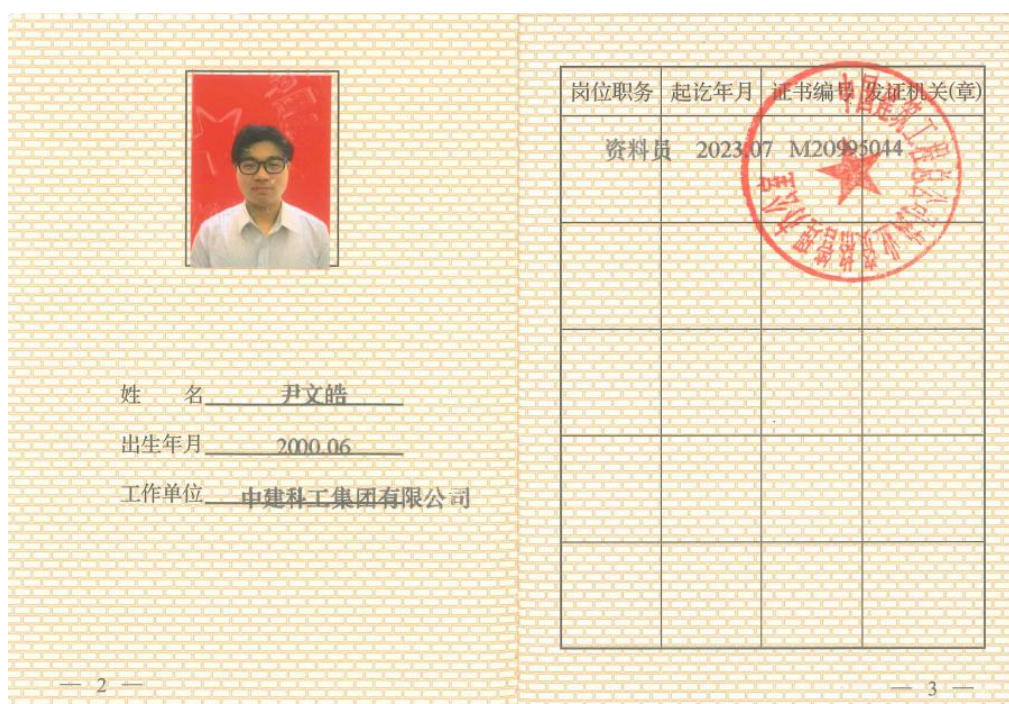 姓 名 尹文皓
出生年月 2000.06
工作单位 中建科工集团有限公司
— 2 —
岗位职务 起讫年月 证书编号 发证机关(章)
资料员 2023.07 M20995044
— 3 —